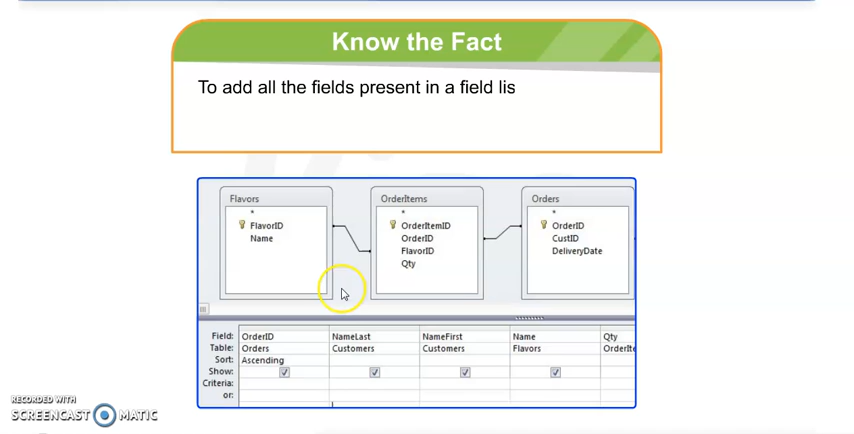 Know the Fact
To add all the fields present in a field lis
Flavors
*
FlavorID
Name
OrderItems
*
OrderItemID
OrderID
FlavorID
Qty
Orders
*
OrderID
CustID
DeliveryDate
Field: OrderID NameLast NameFirst Name Qty
Table: Orders Customers Customers Flavors OrderIte
Sort: Ascending
Show:
Criteria:
or:
RECORDED WITH
SCREENCAST MATIC